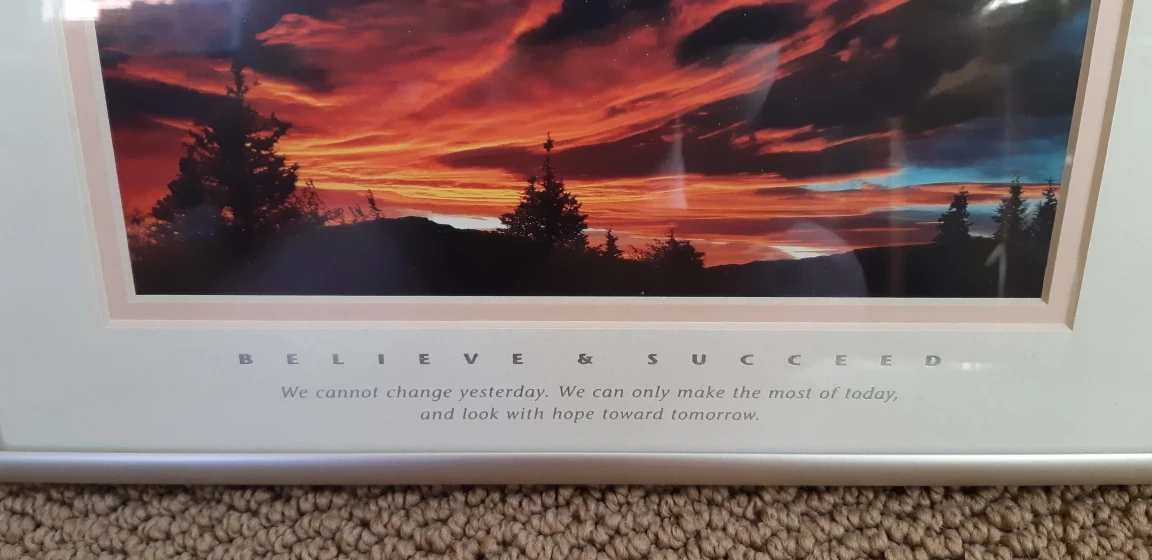 BELIEVE & SUCCEED
We cannot change yesterday. We can only make the most of today,
and look with hope toward tomorrow.